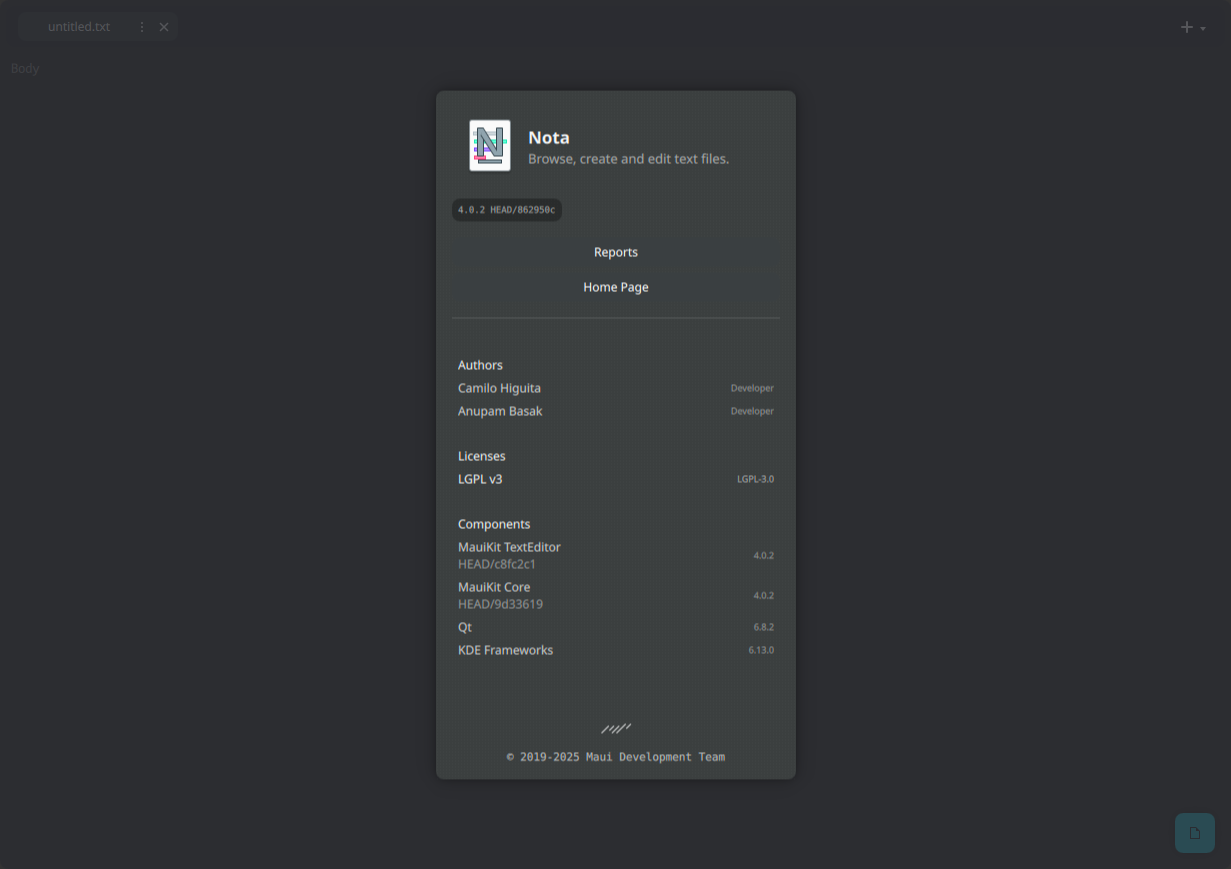 untitled.txt
Body
Nota
Browse, create and edit text files.
4.0.2 HEAD/862950c
Reports
Home Page
Authors
Camilo Higuita Developer
Anupam Basak Developer
Licenses
LGPL v3 LGPL-3.0
Components
MauiKit TextEditor 4.0.2
HEAD/c8fc2c1
MauiKit Core 4.0.2
HEAD/9d33619
Qt 6.8.2
KDE Frameworks 6.13.0
© 2019-2025 Maui Development Team